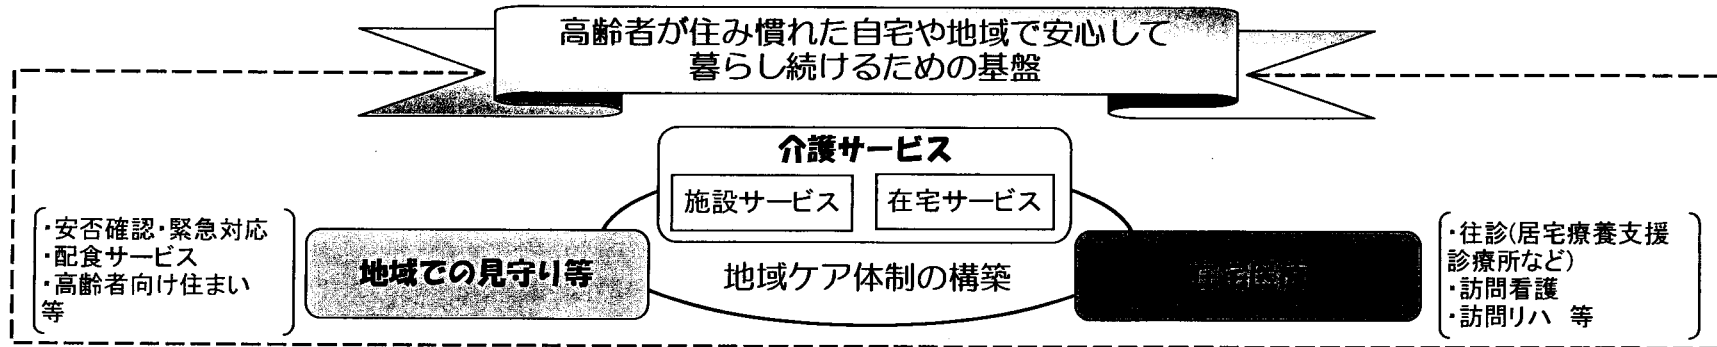 高齢者が住み慣れた自宅や地域で安心して
暮らし続けるための基盤
介護サービス
施設サービス
在宅サービス
・安否確認・緊急対応
・配食サービス
・高齢者向け住まい
等
地域での見守り等
地域ケア体制の構築
・往診(居宅療養支援
診療所など)
・訪問看護
・訪問リハ 等